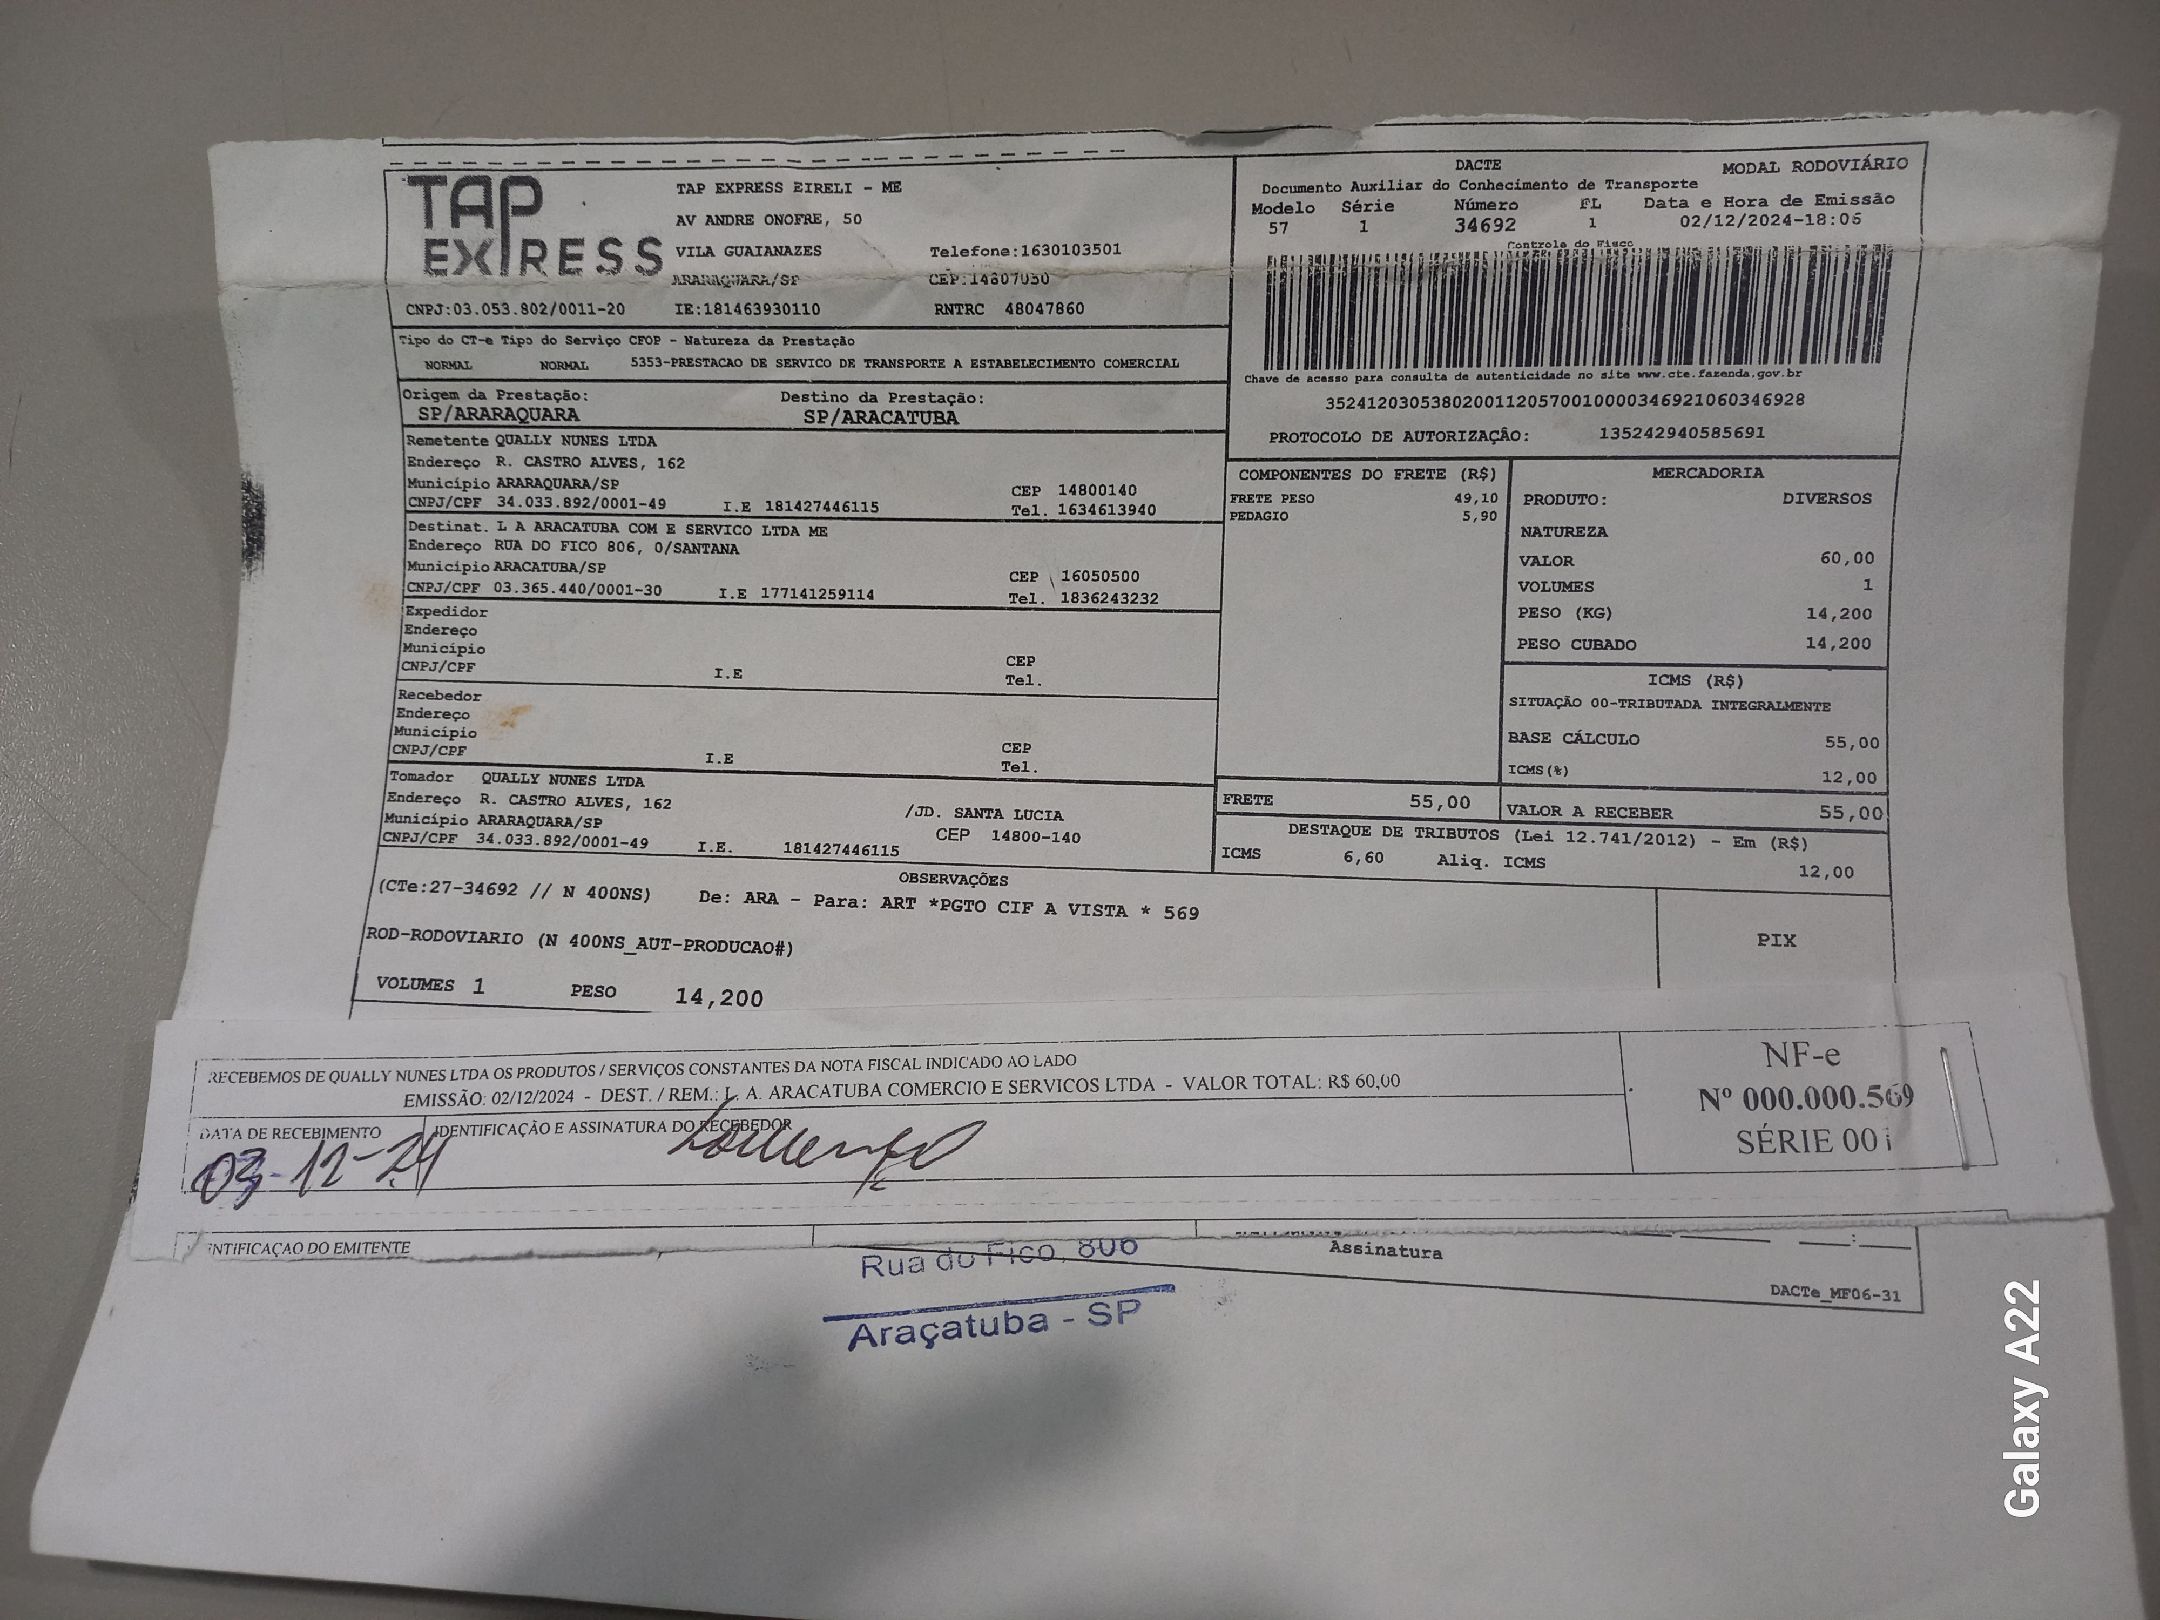 TAP EXPRESS
TAP EXPRESS EIRELI - ME
AV ANDRE ONOFRE, 50
VILA GUAIANAZES Telefone:1630103501
ARARAQUARA/SP CEP:14807050
CNPJ:03.053.802/0011-20 IE:181463930110 RNTRC 48047860
DACTE MODAL RODOVIÁRIO
Documento Auxiliar do Conhecimento de Transporte
Modelo Série Número FL Data e Hora de Emissão
57 1 34692 1 02/12/2024-18:06
Controle do Fisco
Chave de acesso para consulta de autenticidade no site www.cte.fazenda.gov.br
35241203053802001120570010000346921060346928
PROTOCOLO DE AUTORIZAÇÃO: 135242940585691
Tipo do CT-e Tipo do Serviço CFOP - Natureza da Prestação
NORMAL NORMAL 5353-PRESTACAO DE SERVICO DE TRANSPORTE A ESTABELECIMENTO COMERCIAL
Origem da Prestação: Destino da Prestação:
SP/ARARAQUARA SP/ARACATUBA
Remetente QUALLY NUNES LTDA
Endereço R. CASTRO ALVES, 162
Município ARARAQUARA/SP CEP 14800140
CNPJ/CPF 34.033.892/0001-49 I.E 181427446115 Tel. 1634613940
Destinat. L A ARACATUBA COM E SERVICO LTDA ME
Endereço RUA DO FICO 806, 0/SANTANA
Município ARACATUBA/SP CEP 16050500
CNPJ/CPF 03.365.440/0001-30 I.E 177141259114 Tel. 1836243232
Expedidor
Endereço
Município CEP
CNPJ/CPF I.E Tel.
Recebedor
Endereço
Município CEP
CNPJ/CPF I.E Tel.
Tomador QUALLY NUNES LTDA
Endereço R. CASTRO ALVES, 162 /JD. SANTA LUCIA
Município ARARAQUARA/SP CEP 14800-140
CNPJ/CPF 34.033.892/0001-49 I.E. 181427446115
COMPONENTES DO FRETE (R$)
FRETE PESO 49,10
PEDAGIO 5,90
MERCADORIA
PRODUTO: DIVERSOS
NATUREZA
VALOR 60,00
VOLUMES 1
PESO (KG) 14,200
PESO CUBADO 14,200
ICMS (R$)
SITUAÇÃO 00-TRIBUTADA INTEGRALMENTE
BASE CÁLCULO 55,00
ICMS(%) 12,00
FRETE 55,00 VALOR A RECEBER 55,00
DESTAQUE DE TRIBUTOS (Lei 12.741/2012) - Em (R$)
ICMS 6,60 Aliq. ICMS 12,00
OBSERVAÇÕES
(CTe:27-34692 // N 400NS) De: ARA - Para: ART *PGTO CIF A VISTA * 569
ROD-RODOVIARIO (N 400NS_AUT-PRODUCAO#)
PIX
VOLUMES 1 PESO 14,200
RECEBEMOS DE QUALLY NUNES LTDA OS PRODUTOS / SERVIÇOS CONSTANTES DA NOTA FISCAL INDICADO AO LADO
EMISSÃO: 02/12/2024 - DEST. / REM.: L. A. ARACATUBA COMERCIO E SERVICOS LTDA - VALOR TOTAL: R$ 60,00
DATA DE RECEBIMENTO IDENTIFICAÇÃO E ASSINATURA DO RECEBEDOR
03-12-24
NF-e
Nº 000.000.569
SÉRIE 001
NTIFICAÇAO DO EMITENTE
Rua do Fico, 806
Araçatuba - SP
Assinatura
DACTe_MF06-31
Galaxy A22